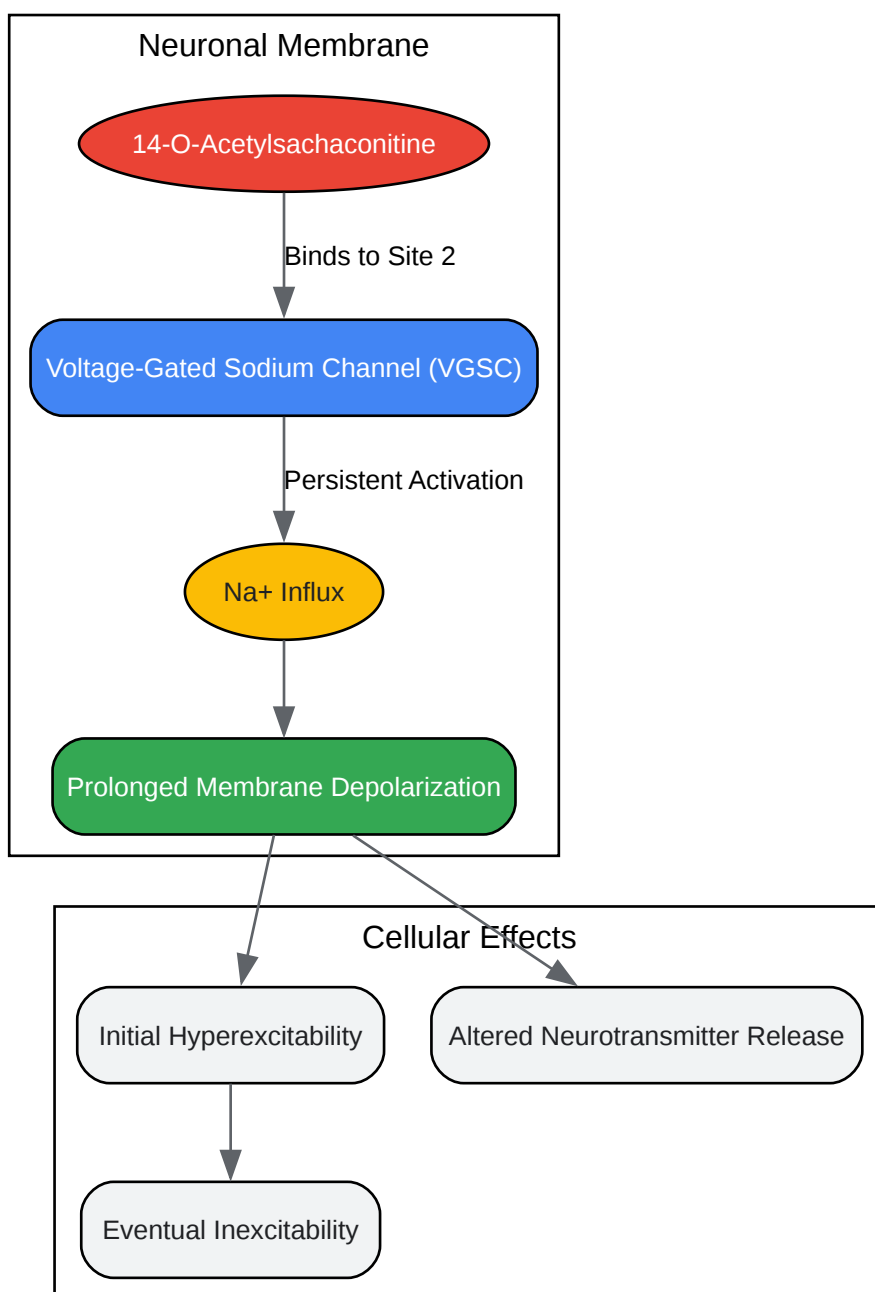 Neuronal Membrane
14-O-Acetylsachaconitine
Binds to Site 2
Voltage-Gated Sodium Channel (VGSC)
Persistent Activation
Na+ Influx
Prolonged Membrane Depolarization
Cellular Effects
Initial Hyperexcitability
Altered Neurotransmitter Release
Eventual Inexcitability